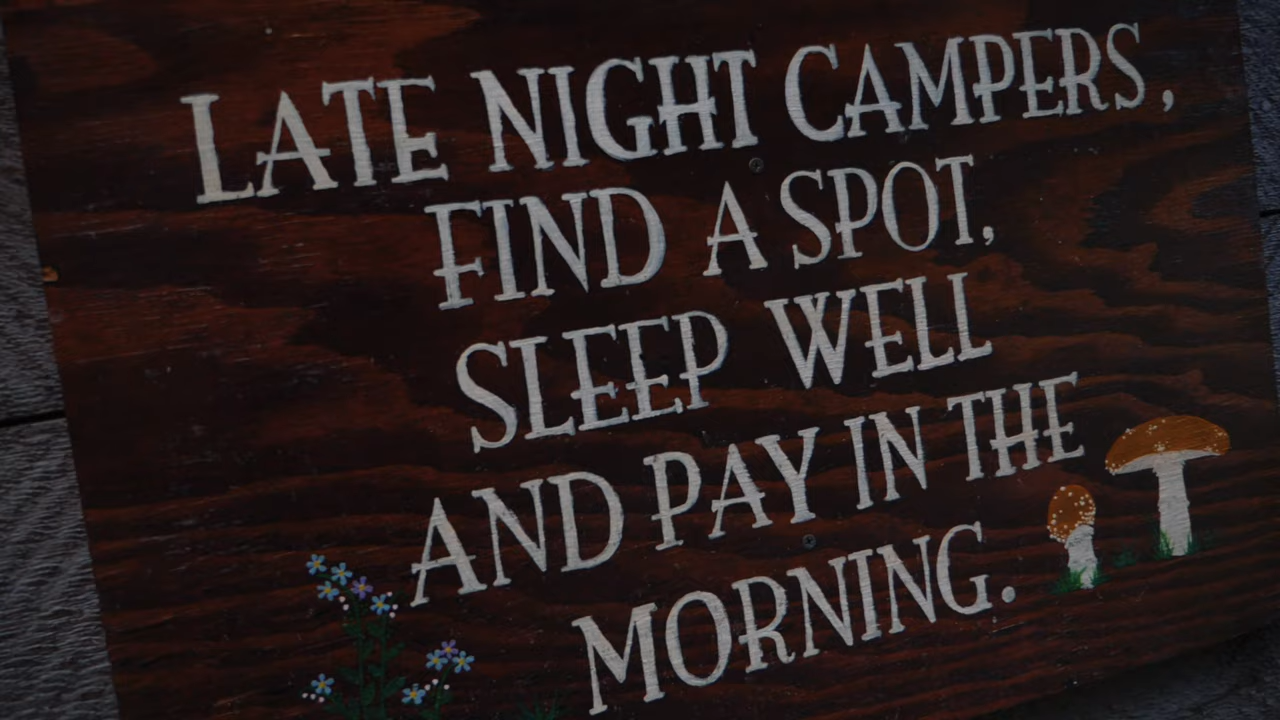 LATE NIGHT CAMPERS,
FIND A SPOT,
SLEEP WELL
AND PAY IN THE
MORNING.